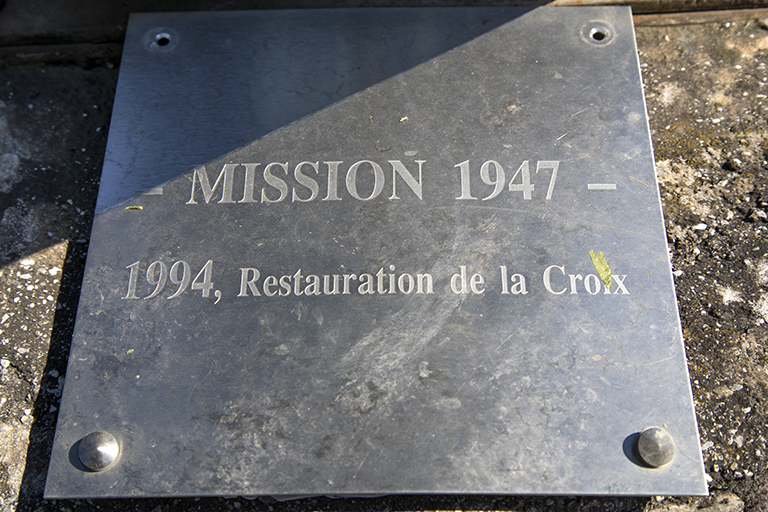 - MISSION 1947 -
1994, Restauration de la Croix